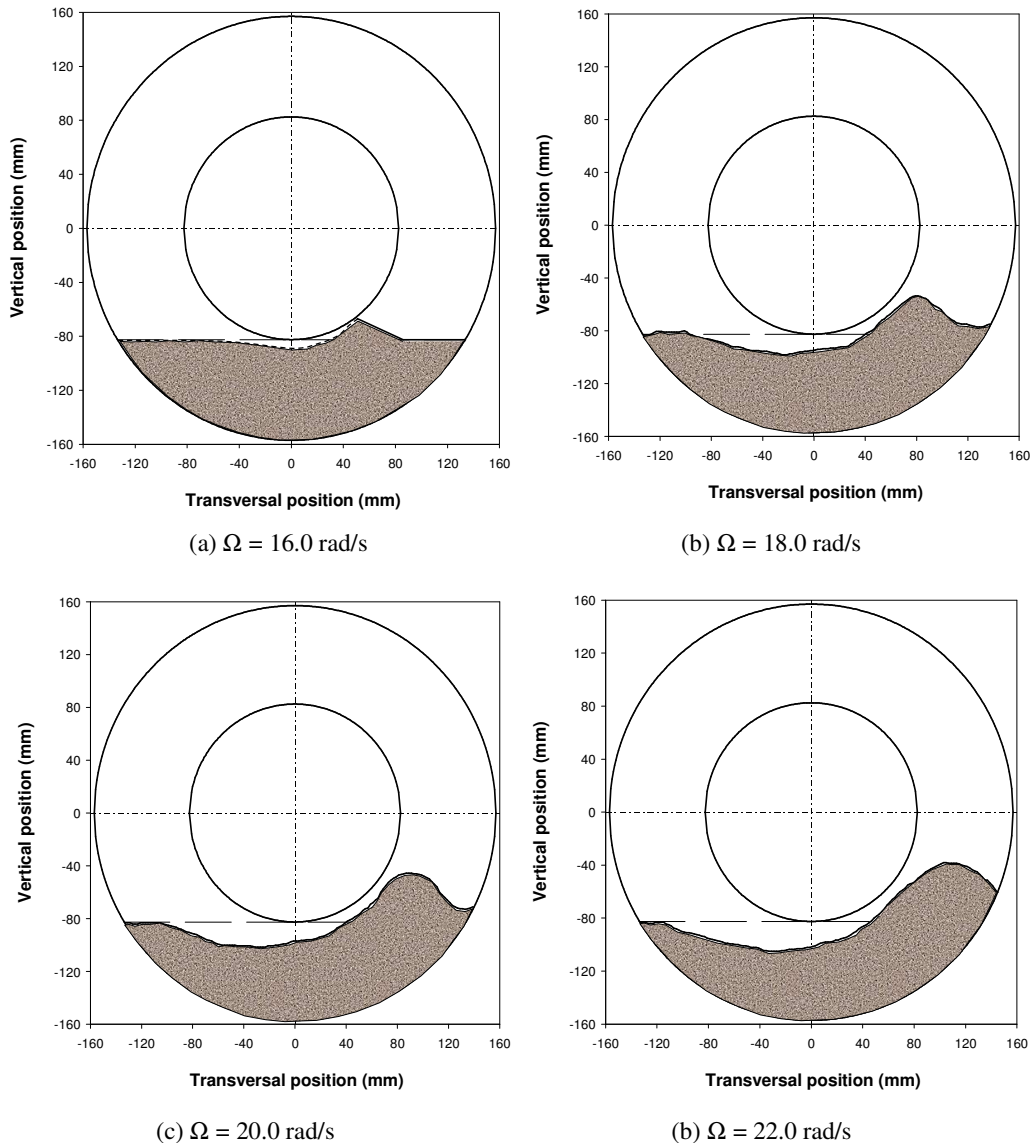 160
120
80
40
0
-40
-80
-120
-160
-160 -120 -80 -40 0 40 80 120 160
Vertical position (mm)
Transversal position (mm)
(a) Ω = 16.0 rad/s
160
120
80
40
0
-40
-80
-120
-160
-160 -120 -80 -40 0 40 80 120 160
Vertical position (mm)
Transversal position (mm)
(b) Ω = 18.0 rad/s
160
120
80
40
0
-40
-80
-120
-160
-160 -120 -80 -40 0 40 80 120 160
Vertical position (mm)
Transversal position (mm)
(c) Ω = 20.0 rad/s
160
120
80
40
0
-40
-80
-120
-160
-160 -120 -80 -40 0 40 80 120 160
Vertical position (mm)
Transversal position (mm)
(b) Ω = 22.0 rad/s